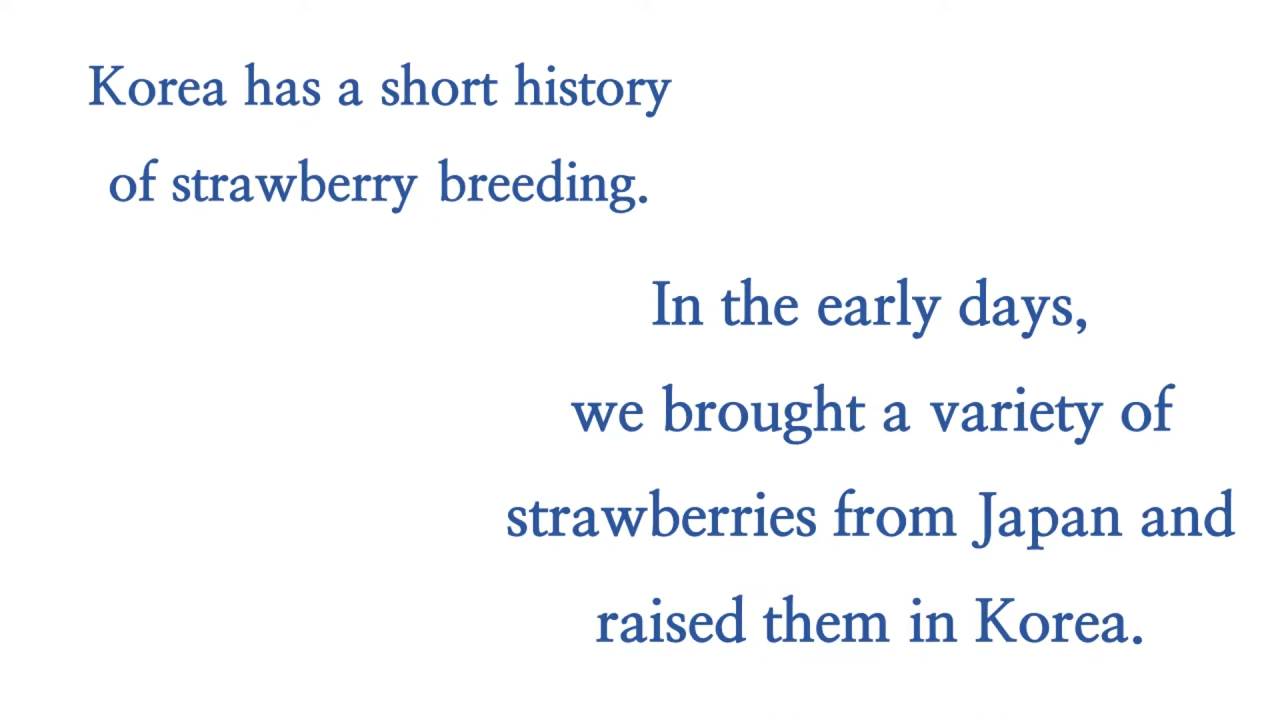 Korea has a short history
of strawberry breeding.
In the early days,
we brought a variety of
strawberries from Japan and
raised them in Korea.